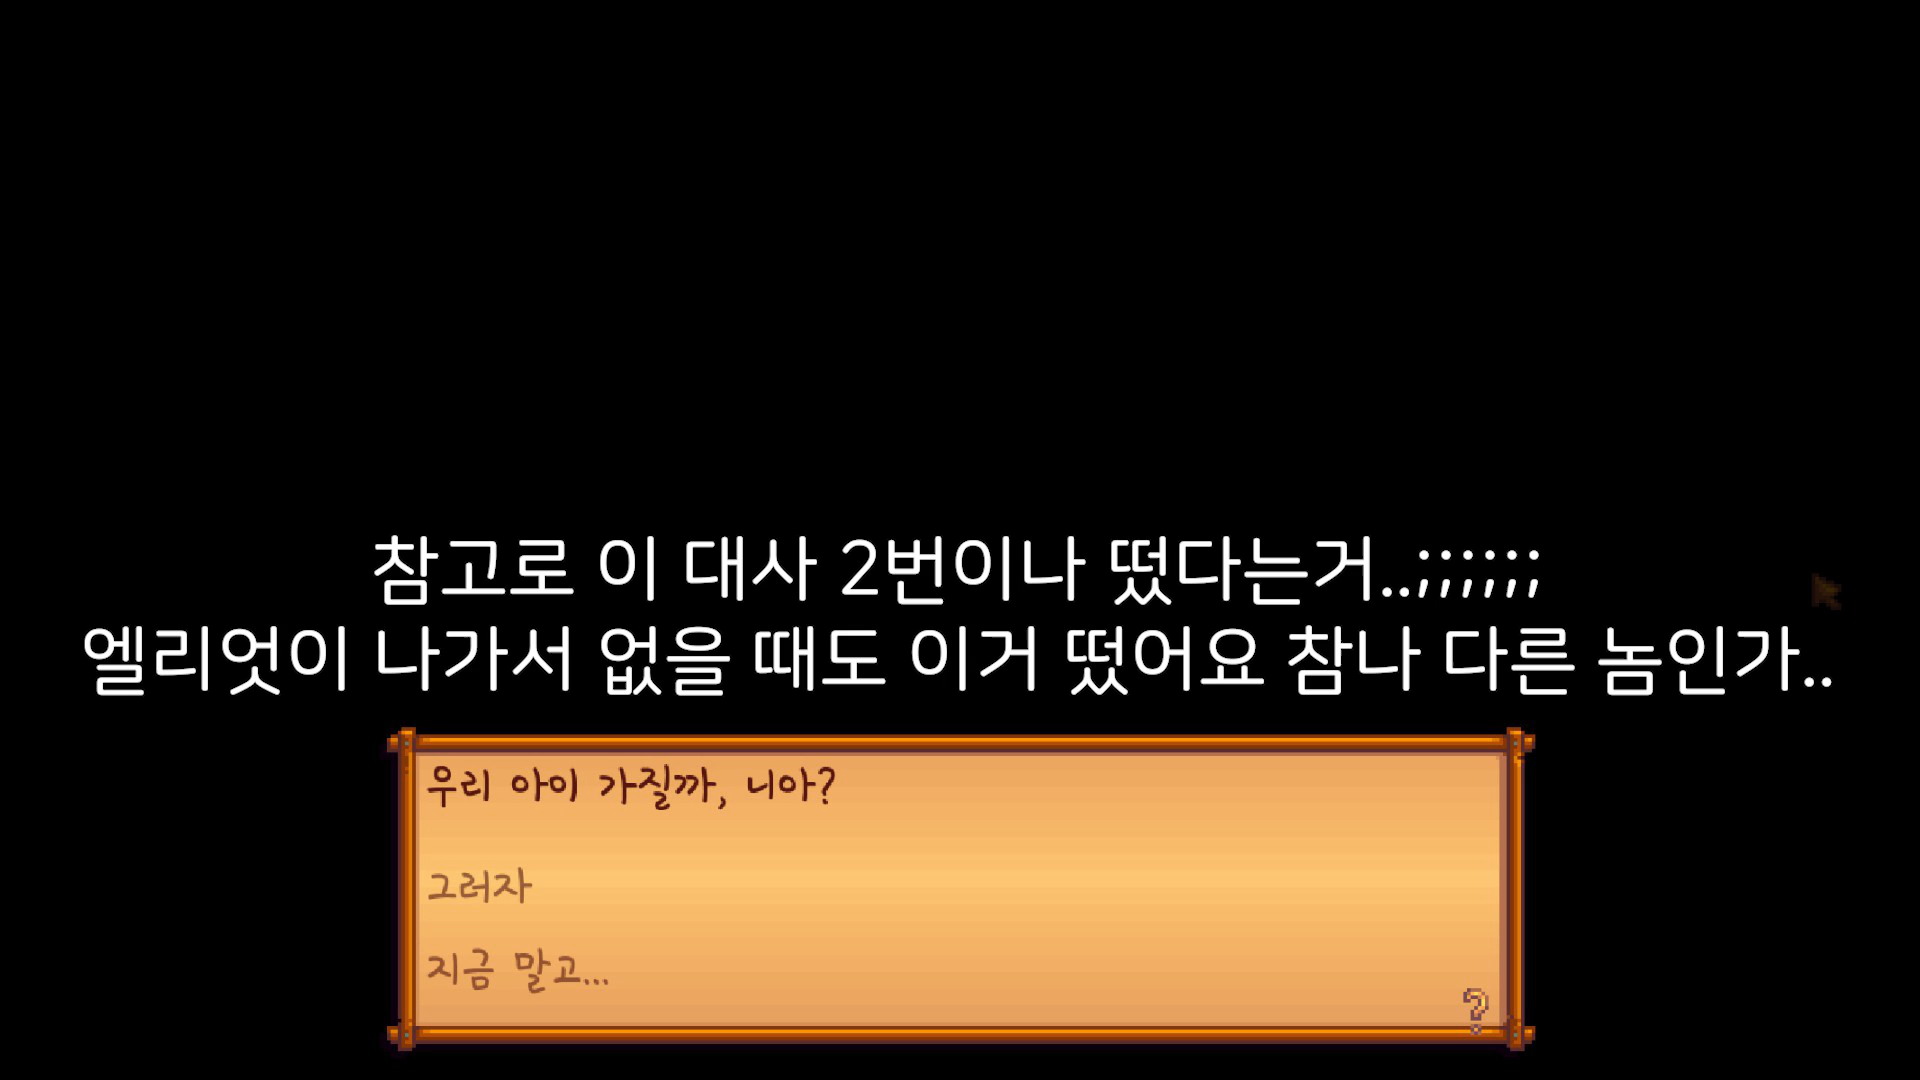 참고로 이 대사 2번이나 떴다는거..;;;;;;
엘리엇이 나가서 없을 때도 이거 떴어요 참나 다른 놈인가..
우리 아이 가질까, 니아?
그러자
지금 말고...
?